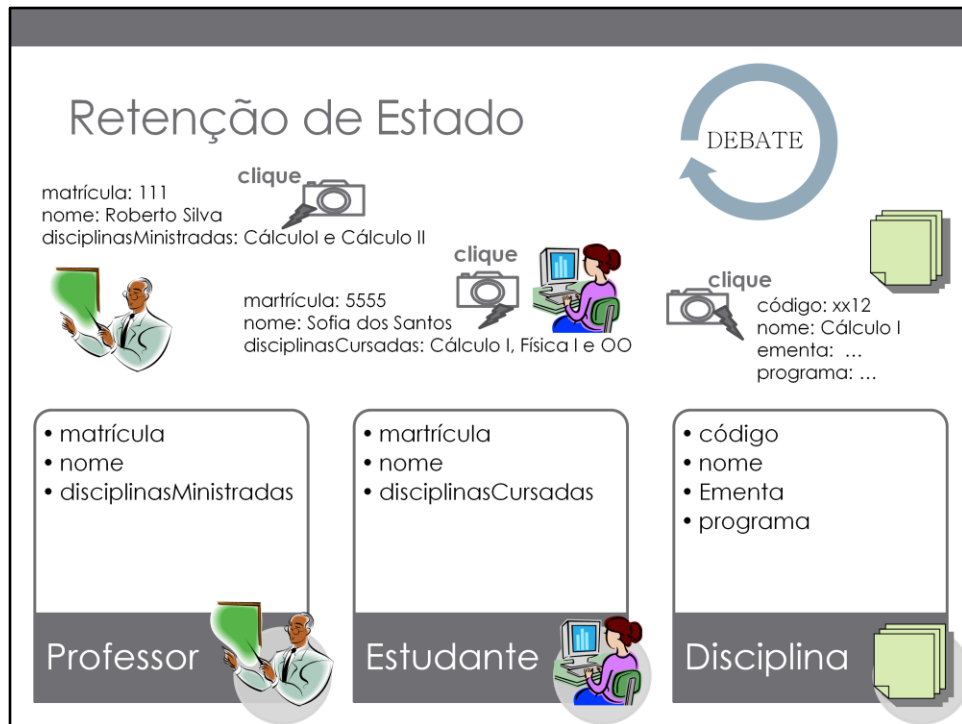 Retenção de Estado
DEBATE
clique
matrícula: 111
nome: Roberto Silva
disciplinasMinistradas: CálculoI e Cálculo II
clique
martrícula: 5555
nome: Sofia dos Santos
disciplinasCursadas: Cálculo I, Física I e OO
clique
código: xx12
nome: Cálculo I
ementa: ...
programa: ...
• matrícula
• nome
• disciplinasMinistradas
Professor
• martrícula
• nome
• disciplinasCursadas
Estudante
• código
• nome
• Ementa
• programa
Disciplina